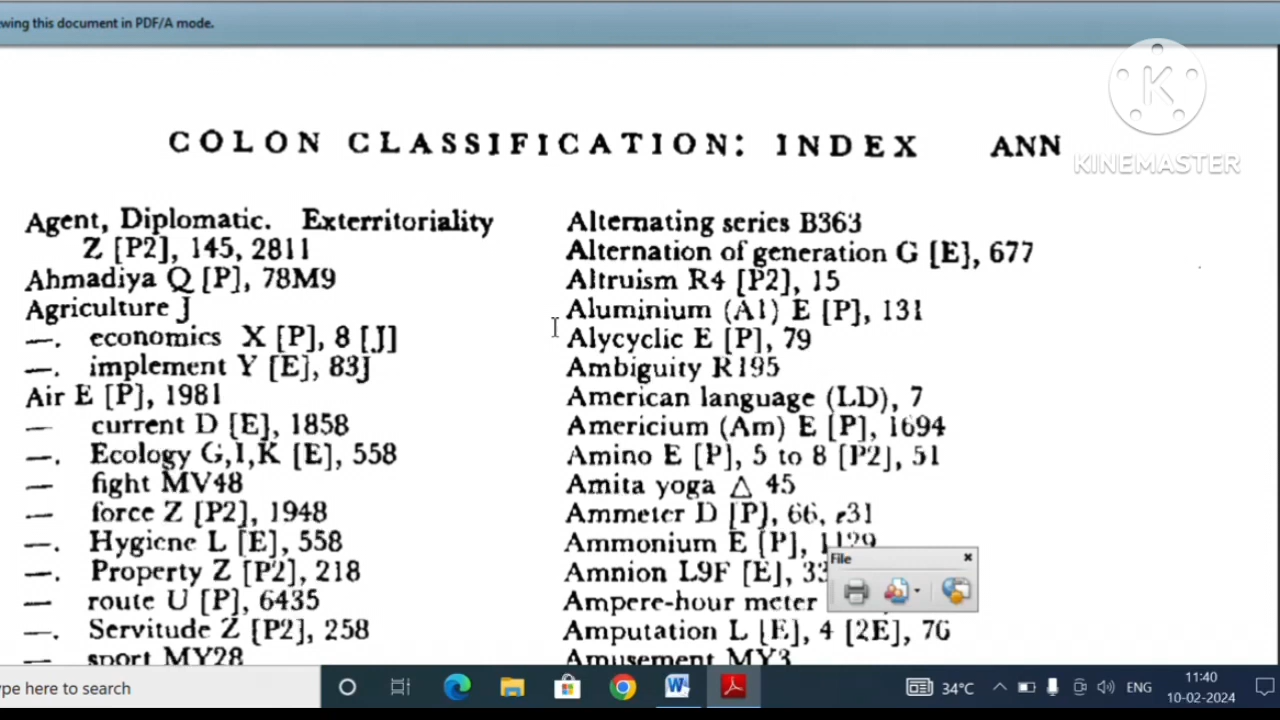 wing this document in PDF/A mode.
K
KINEMASTER
COLON CLASSIFICATION: INDEX ANN
Agent, Diplomatic. Exterritoriality
Z [P2], 145, 2811
Ahmadiya Q [P], 78M9
Agriculture J
—. economics X [P], 8 [J]
—. implement Y [E], 83J
Air E [P], 1981
— current D [E], 1858
—. Ecology G,I,K [E], 558
— fight MV48
— force Z [P2], 1948
—. Hygiene L [E], 558
—. Property Z [P2], 218
— route U [P], 6435
—. Servitude Z [P2], 258
— sport MY28
Alternating series B363
Alternation of generation G [E], 677
Altruism R4 [P2], 15
Aluminium (Al) E [P], 131
Alycyclic E [P], 79
Ambiguity R195
American language (LD), 7
Americium (Am) E [P], 1694
Amino E [P], 5 to 8 [P2], 51
Amita yoga △ 45
Ammeter D [P], 66, e31
Ammonium E [P], 1129
Amnion L9F [E], 33
Ampere-hour meter
Amputation L [E], 4 [2E], 76
Amusement MY3
File
pe here to search
W
34°C
ENG
11:40
10-02-2024